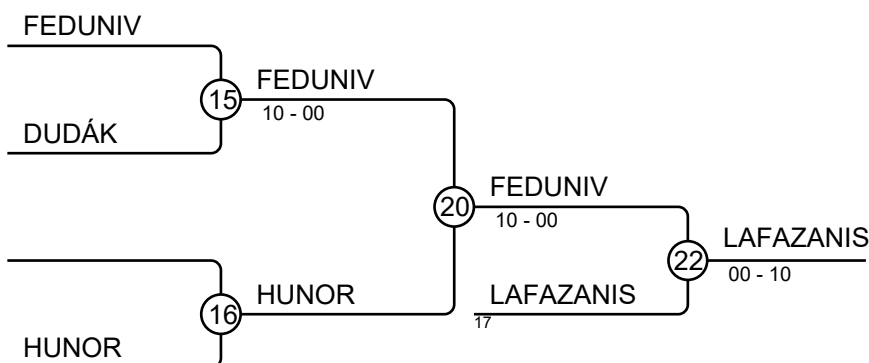 FEDUNIV
15
FEDUNIV
10 - 00
DUDÁK
20
FEDUNIV
10 - 00
22
LAFAZANIS
00 - 10
16
HUNOR
LAFAZANIS
17
HUNOR